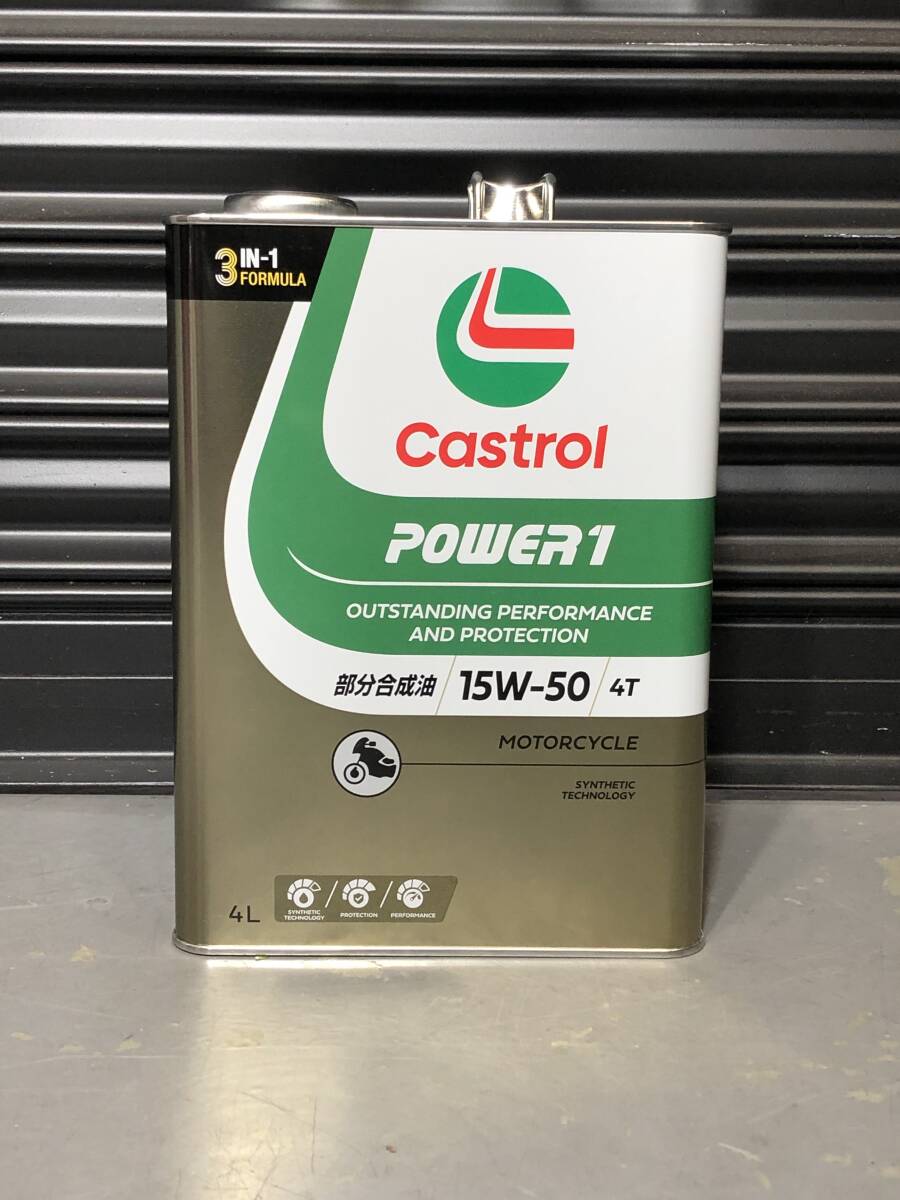 3 IN-1
FORMULA
Castrol
POWER1
OUTSTANDING PERFORMANCE
AND PROTECTION
部分合成油 / 15W-50 / 4T
MOTORCYCLE
SYNTHETIC
TECHNOLOGY
4L
SYNTHETIC
TECHNOLOGY
PROTECTION
PERFORMANCE